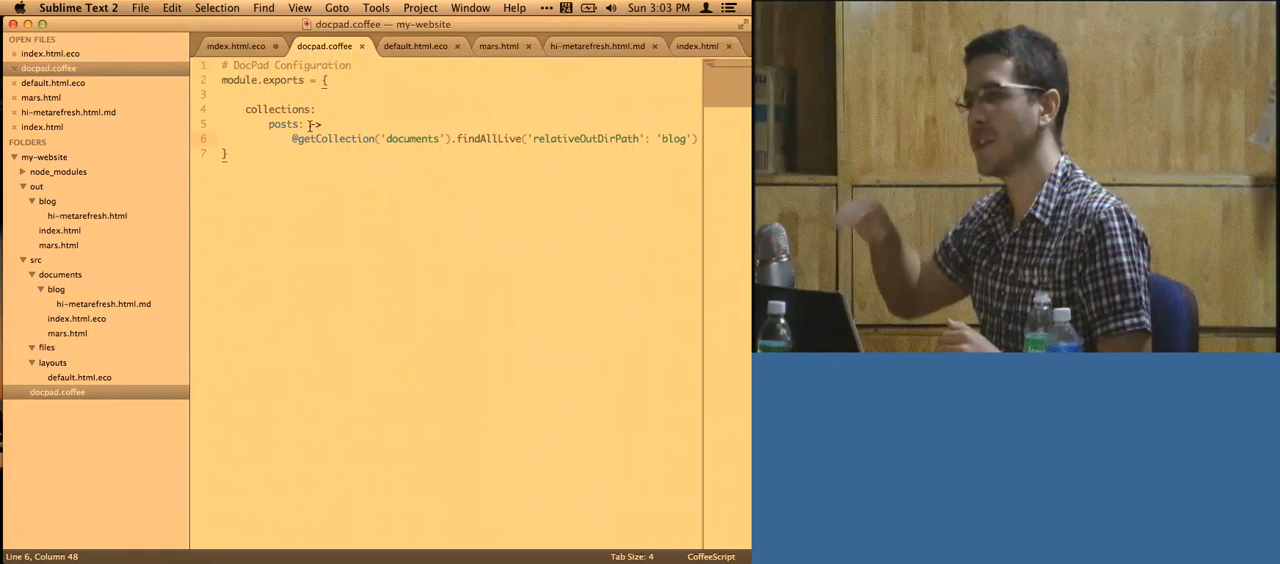 Sublime Text 2 File Edit Selection Find View Goto Tools Project Window Help Sun 3:03 PM
docpad.coffee — my-website
OPEN FILES
index.html.eco
docpad.coffee
default.html.eco
mars.html
hi-metarefresh.html.md
index.html
FOLDERS
my-website
node_modules
out
blog
hi-metarefresh.html
index.html
mars.html
src
documents
blog
hi-metarefresh.html.md
index.html.eco
mars.html
files
layouts
default.html.eco
docpad.coffee
index.html.eco docpad.coffee default.html.eco mars.html hi-metarefresh.html.md index.html
1 # DocPad Configuration
2 module.exports = {
3
4 collections:
5 posts: ->
6 @getCollection('documents').findAllLive('relativeOutDirPath': 'blog')
7 }
Line 6, Column 48 Tab Size: 4 CoffeeScript